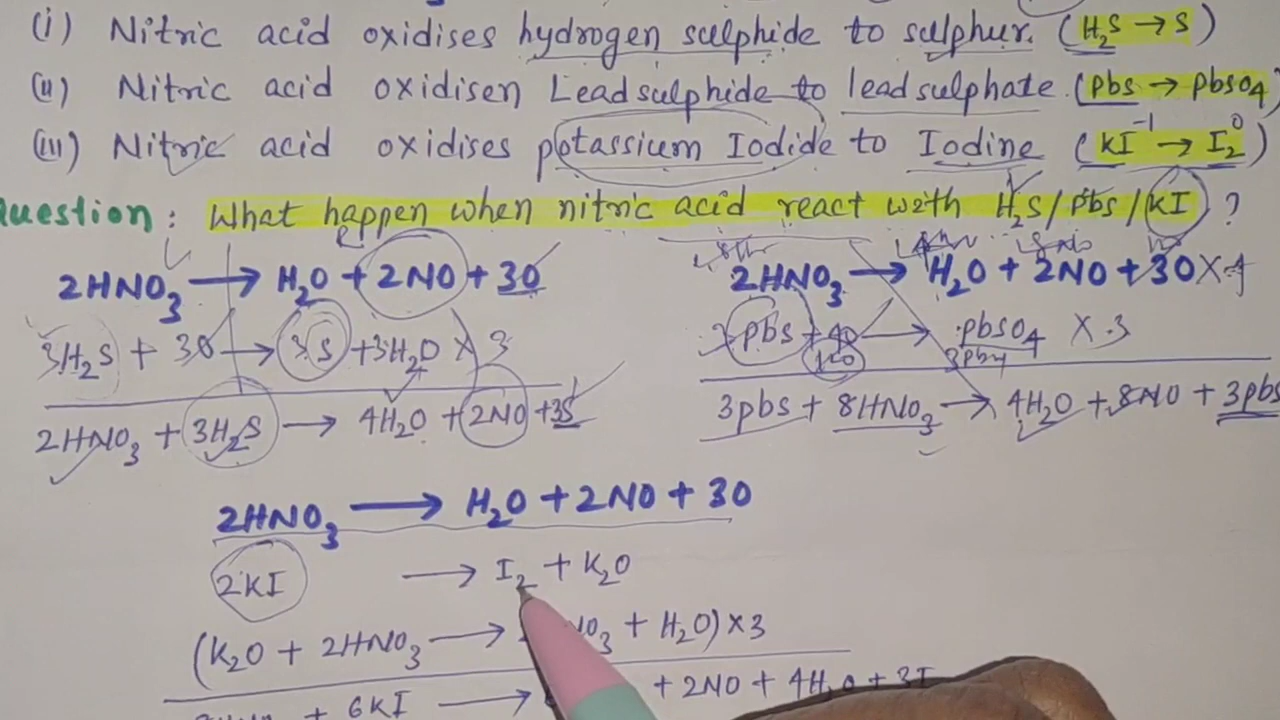 (i) Nitric acid oxidises hydrogen sulphide to sulphur. (H₂S → S)
(ii) Nitric acid oxidisen Leadsulphide to leadsulphate. (pbs → pbso₄)
(iii) Nitric acid oxidises potassium Iodide to Iodine (KI⁻¹ → I₂⁰)
Question: What happen when nitric acid react with H₂S/pbs/KI ?
2HNO₃ → H₂O + 2NO + 3O
3H₂S + 3O → 3S + 3H₂O × 3
2HNO₃ + 3H₂S → 4H₂O + 2NO + 3S
2HNO₃ → H₂O + 2NO + 3O × 4
pbs + 4O → pbso₄ × 3
3pbs + 8HNO₃ → 4H₂O + 8NO + 3pbs
2HNO₃ → H₂O + 2NO + 3O
2KI → I₂ + K₂O
(K₂O + 2HNO₃ → NO₃ + H₂O) × 3
+ 6KI → + 2NO + 4H₂O + 3I